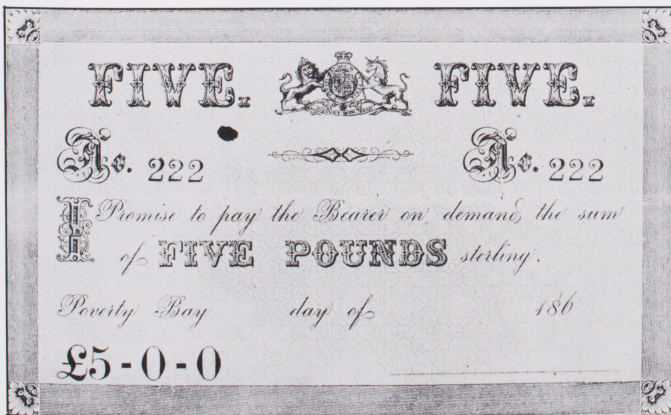 FIVE. FIVE.
No. 222 No. 222
I Promise to pay the Bearer on demand the sum
of FIVE POUNDS sterling.
Poverty Bay day of 186
£5-0-0